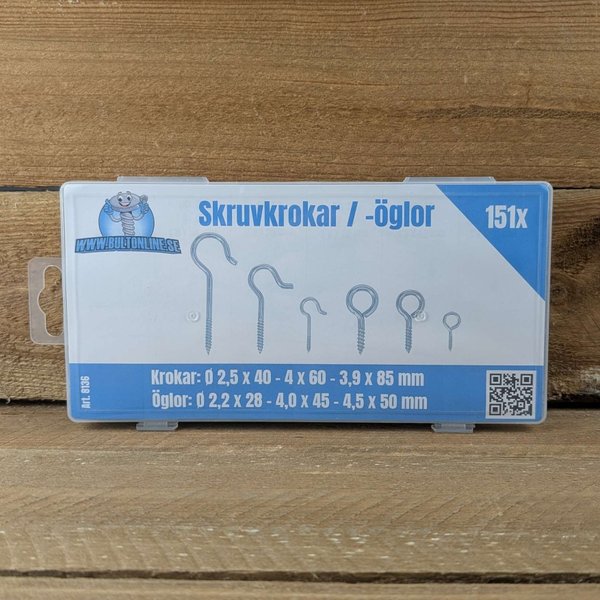 Skruvkrokar / -öglor
151x
WWW.BULTONLINE.SE
Krokar: Ø 2,5 x 40 - 4 x 60 - 3,9 x 85 mm
Öglor: Ø 2,2 x 28 - 4,0 x 45 - 4,5 x 50 mm
Art. 8136